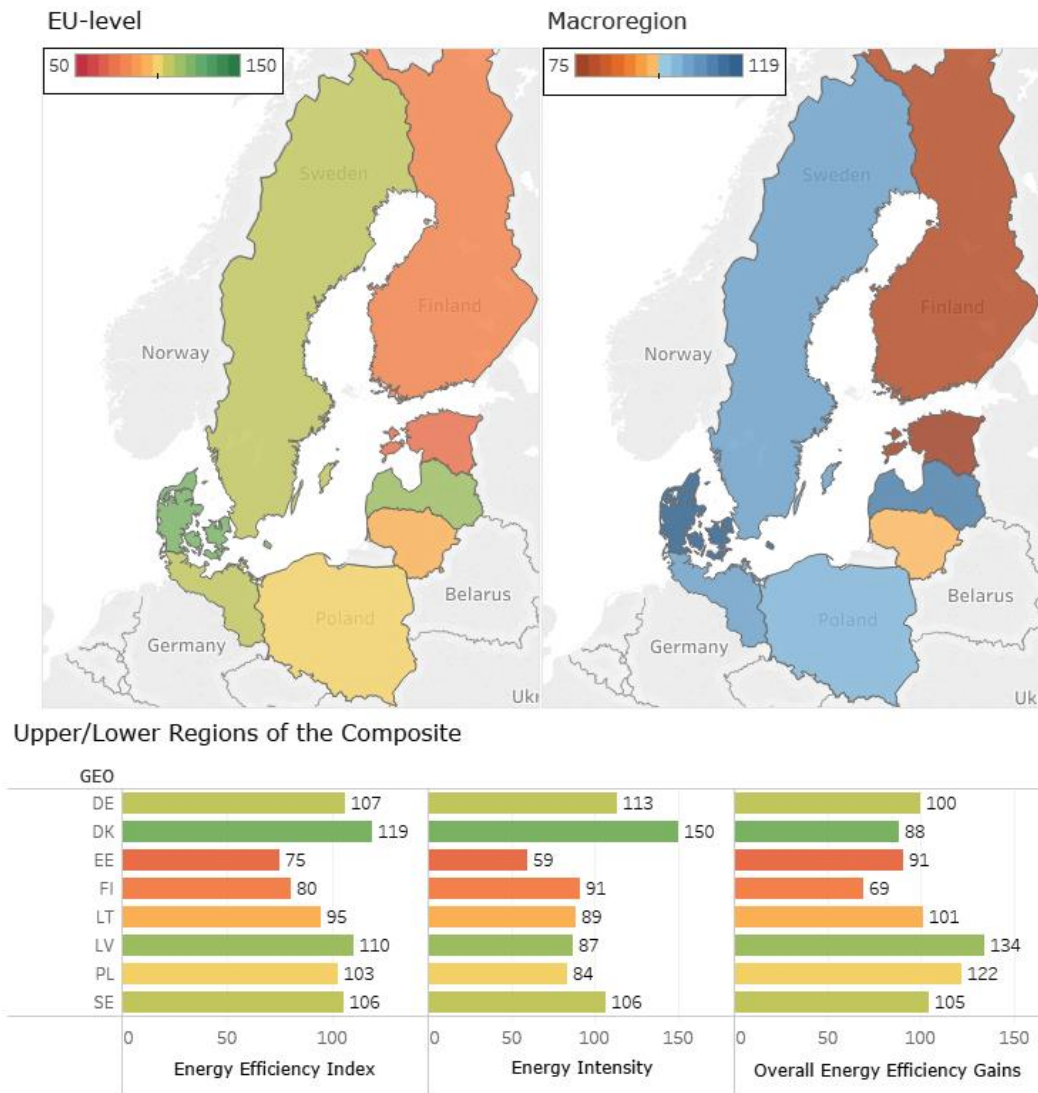 EU-level
Macroregion
50 150
75 119
Sweden
Sweden
Finland
Finland
Norway
Norway
Belarus
Belarus
Poland
Poland
Germany
Germany
Ukr
Uk
Upper/Lower Regions of the Composite
GEO
DE 107 113 100
DK 119 150 88
EE 75 59 91
FI 80 91 69
LT 95 89 101
LV 110 87 134
PL 103 84 122
SE 106 106 105
0 50 100 0 50 100 150 0 50 100 150
Energy Efficiency Index Energy Intensity Overall Energy Efficiency Gains